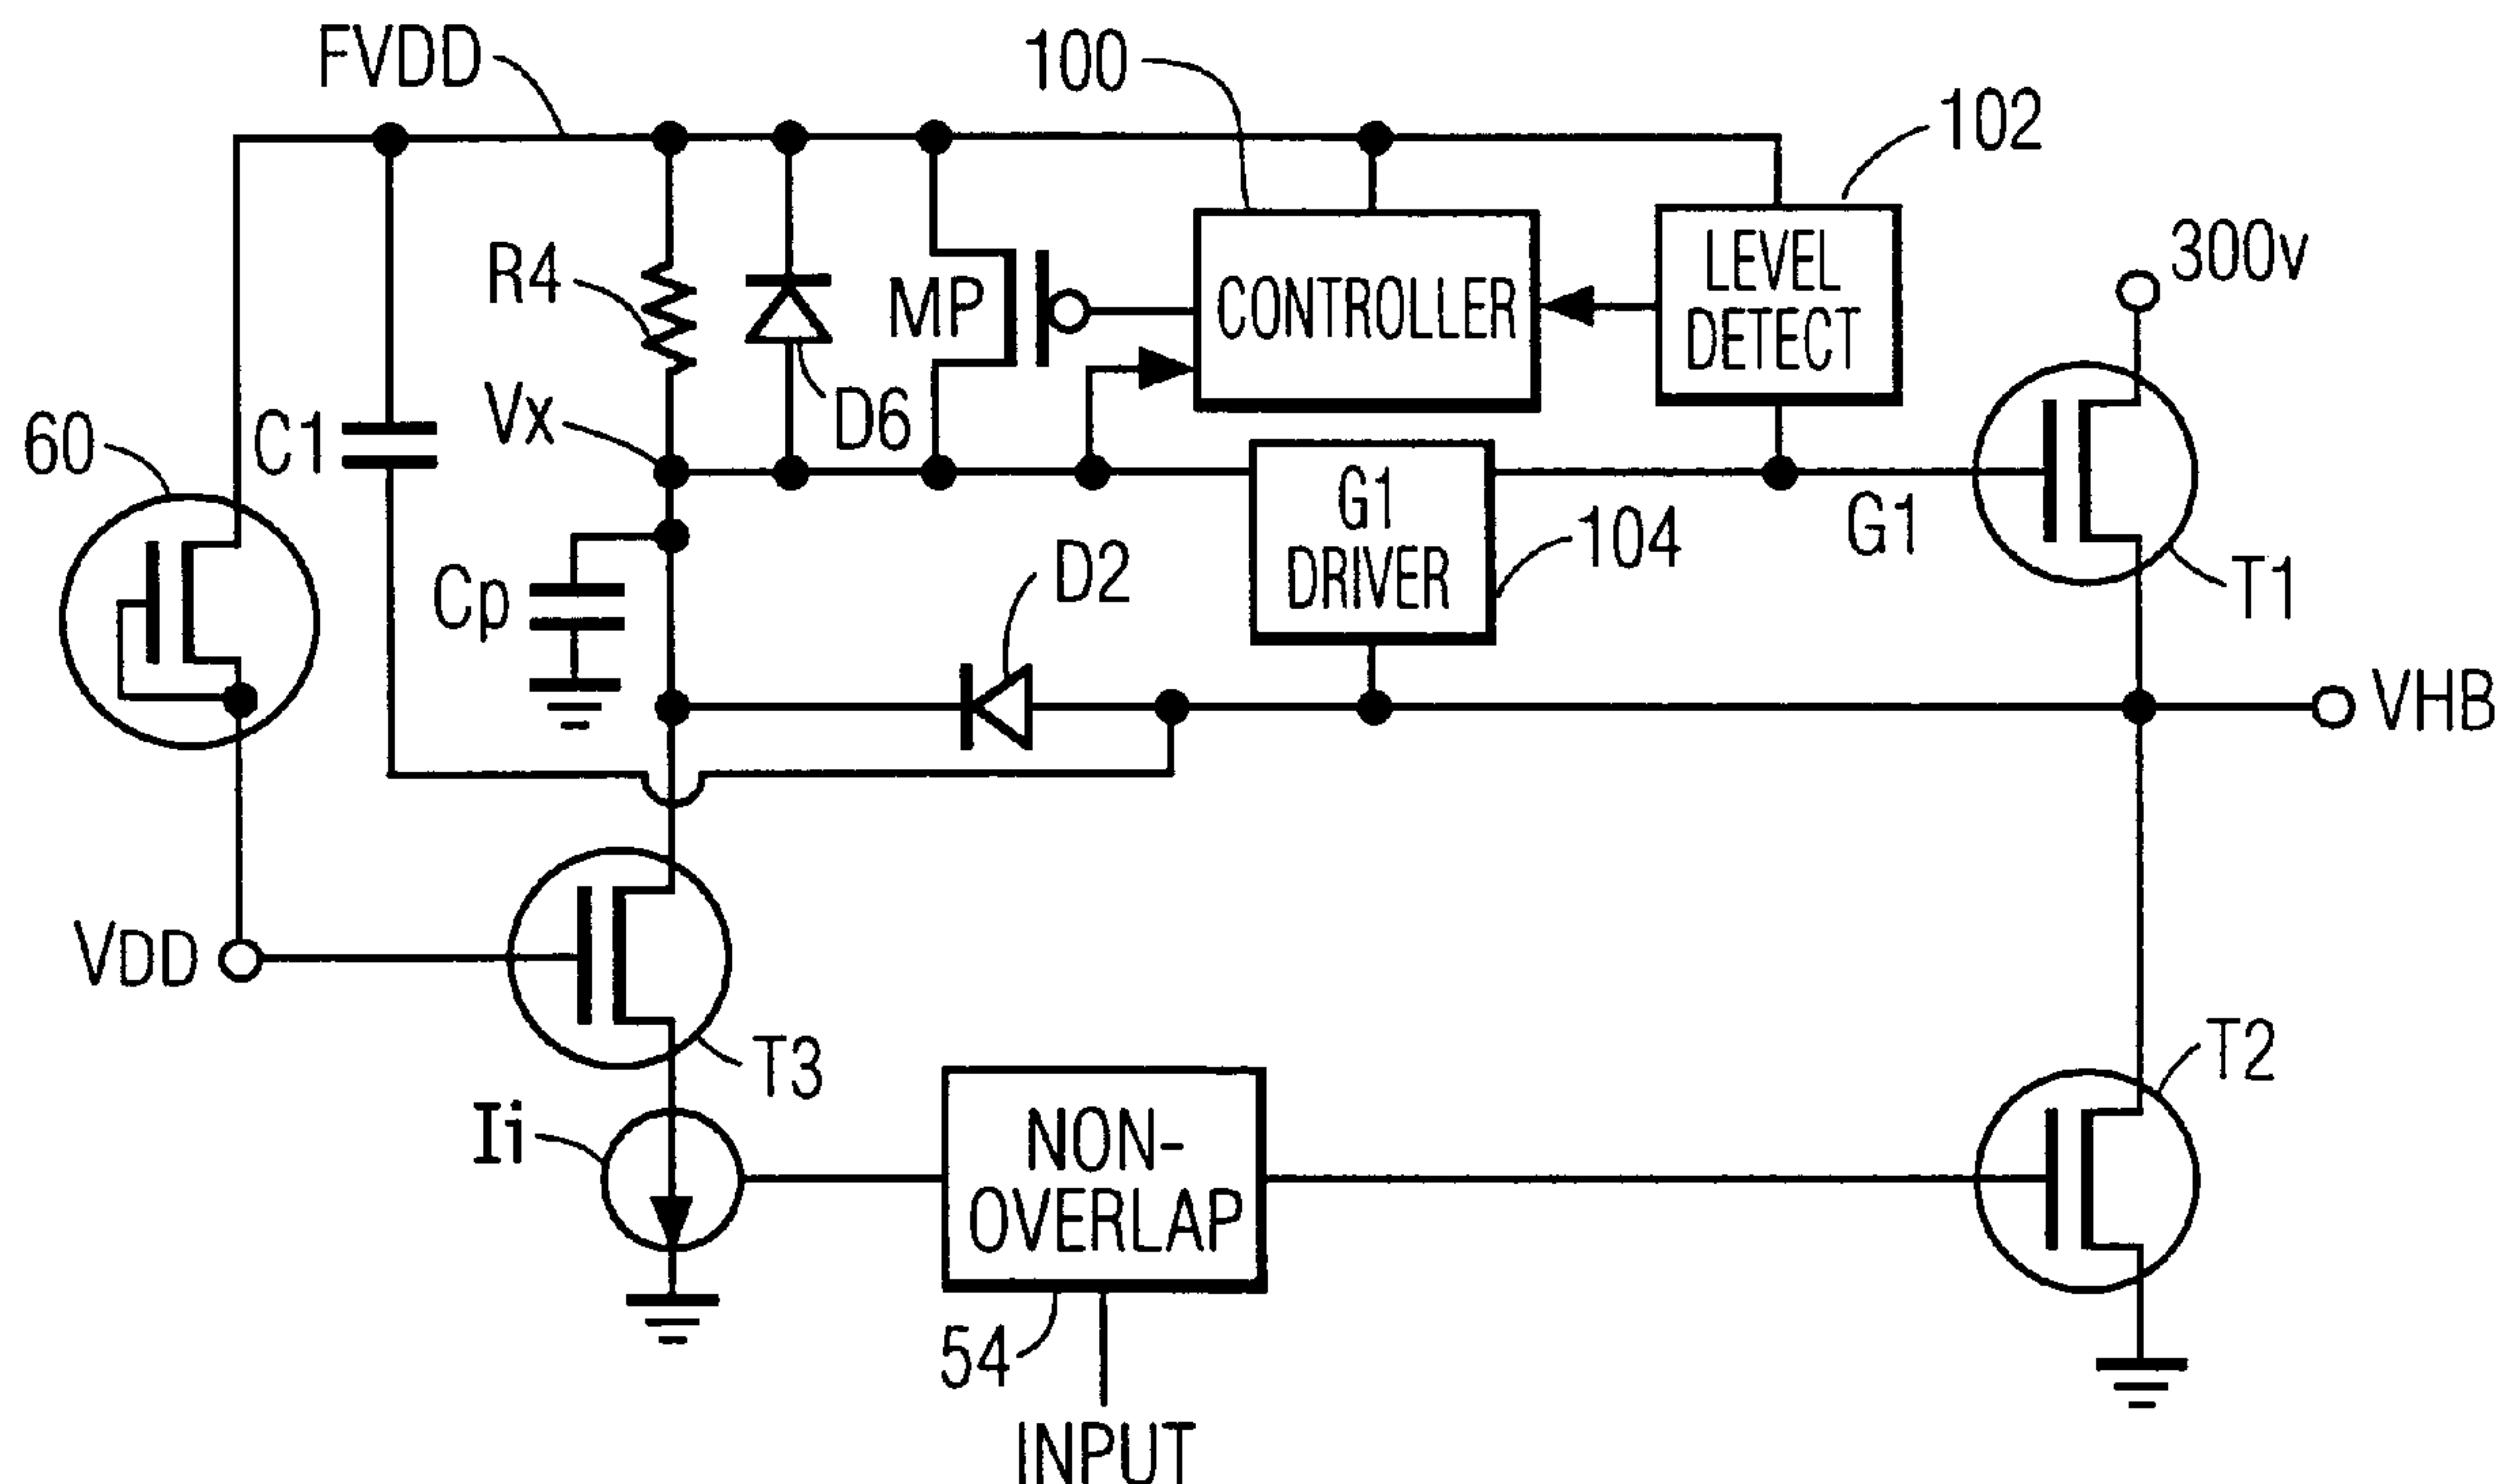 FVDD
100
102
300v
R4
MP
CONTROLLER
LEVEL
DETECT
Vx
D6
60
C1
G1
DRIVER
104
G1
T1
Cp
D2
VHB
VDD
T3
T2
Ii
NON-
OVERLAP
54
INPUT